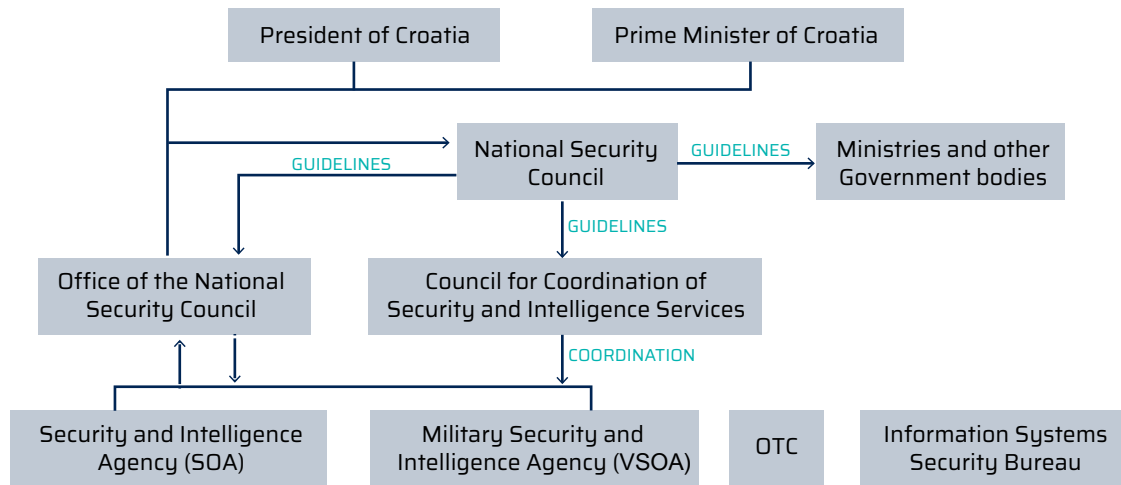 President of Croatia
Prime Minister of Croatia
National Security
Council
GUIDELINES
Ministries and other
Government bodies
GUIDELINES
GUIDELINES
Office of the National
Security Council
Council for Coordination of
Security and Intelligence Services
COORDINATION
Security and Intelligence
Agency (SOA)
Military Security and
Intelligence Agency (VSOA)
OTC
Information Systems
Security Bureau